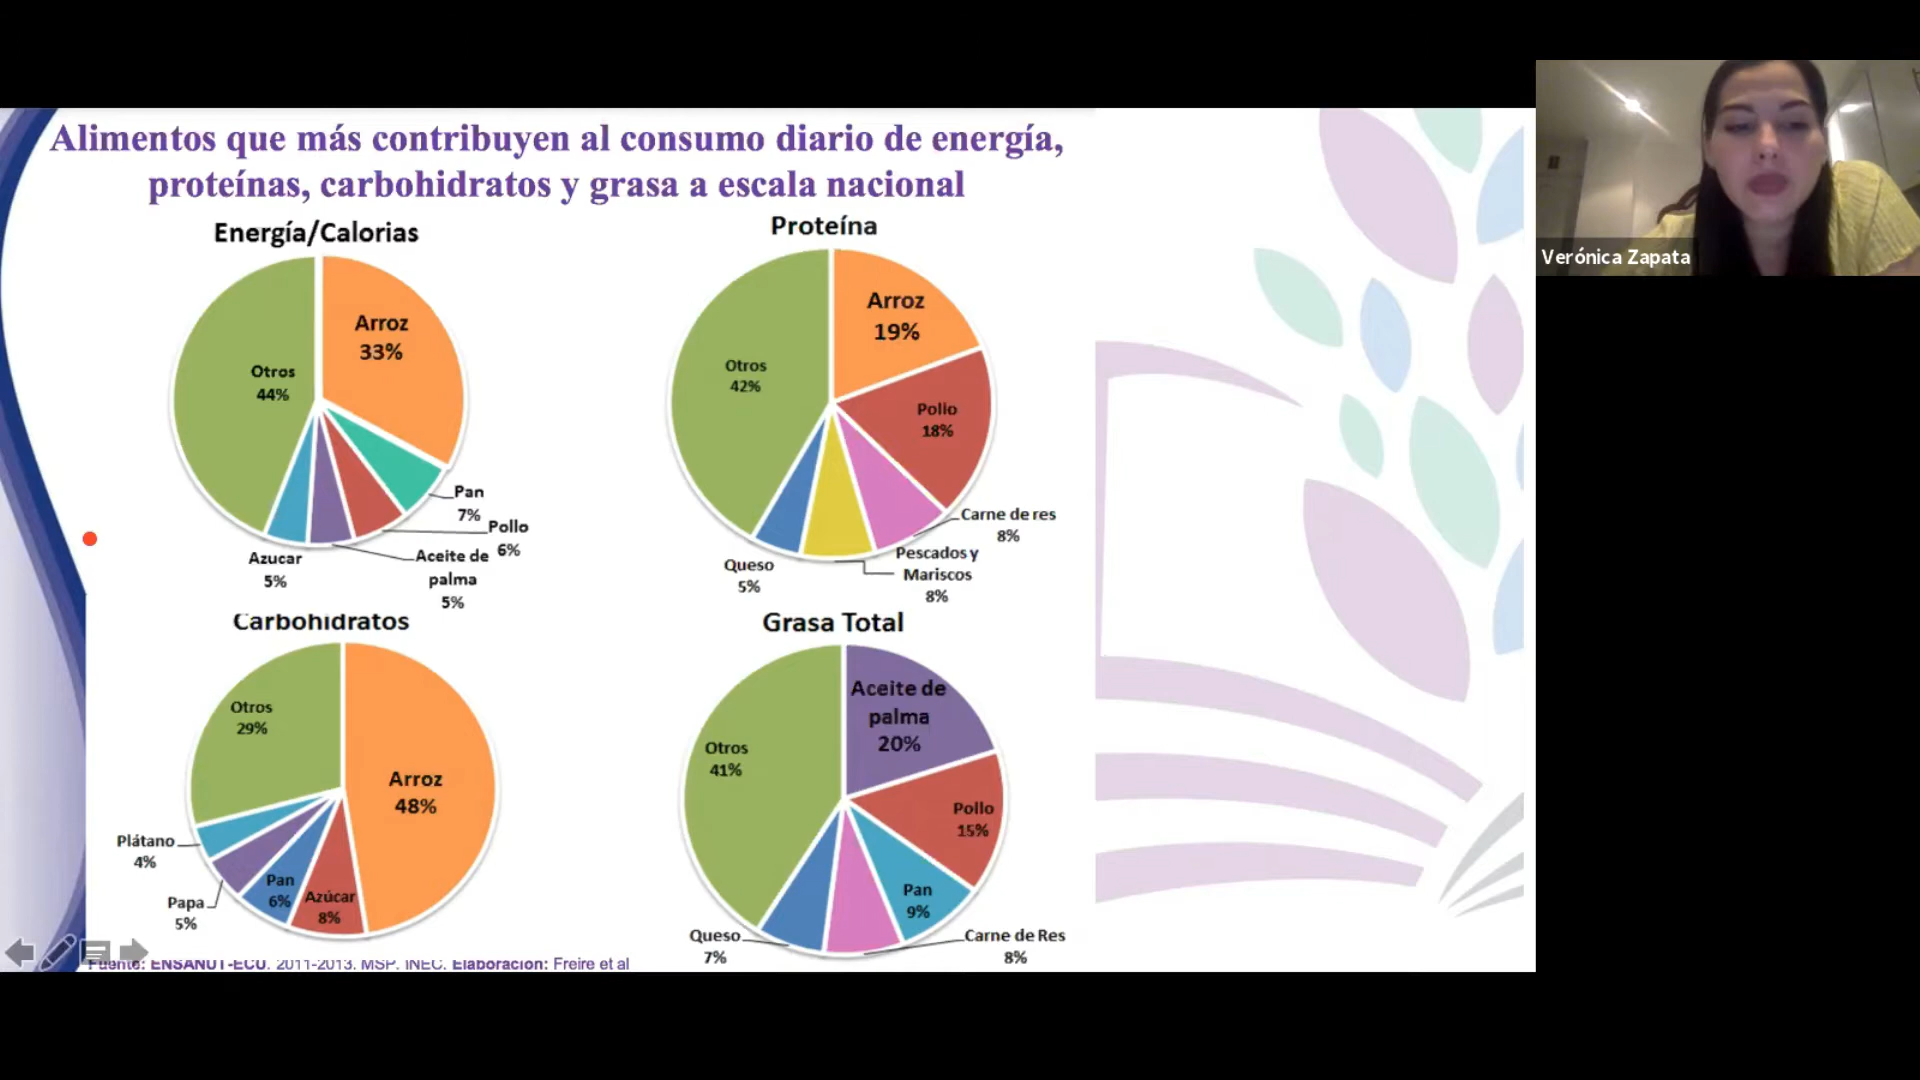 Alimentos que más contribuyen al consumo diario de energía,
proteínas, carbohidratos y grasa a escala nacional
Energía/Calorias
Arroz
33%
Otros
44%
Pan
7%
Pollo
6%
Aceite de
palma
5%
Azucar
5%
Proteína
Arroz
19%
Otros
42%
Pollo
18%
Carne de res
8%
Pescados y
Mariscos
8%
Queso
5%
Carbohidratos
Otros
29%
Arroz
48%
Plátano
4%
Papa
5%
Pan
6%
Azúcar
8%
Grasa Total
Aceite de
palma
20%
Otros
41%
Pollo
15%
Pan
9%
Queso
7%
Carne de Res
8%
Fuente: ENSANUT-ECU. 2011-2013. MSP. INEC. Elaboración: Freire et al
Verónica Zapata